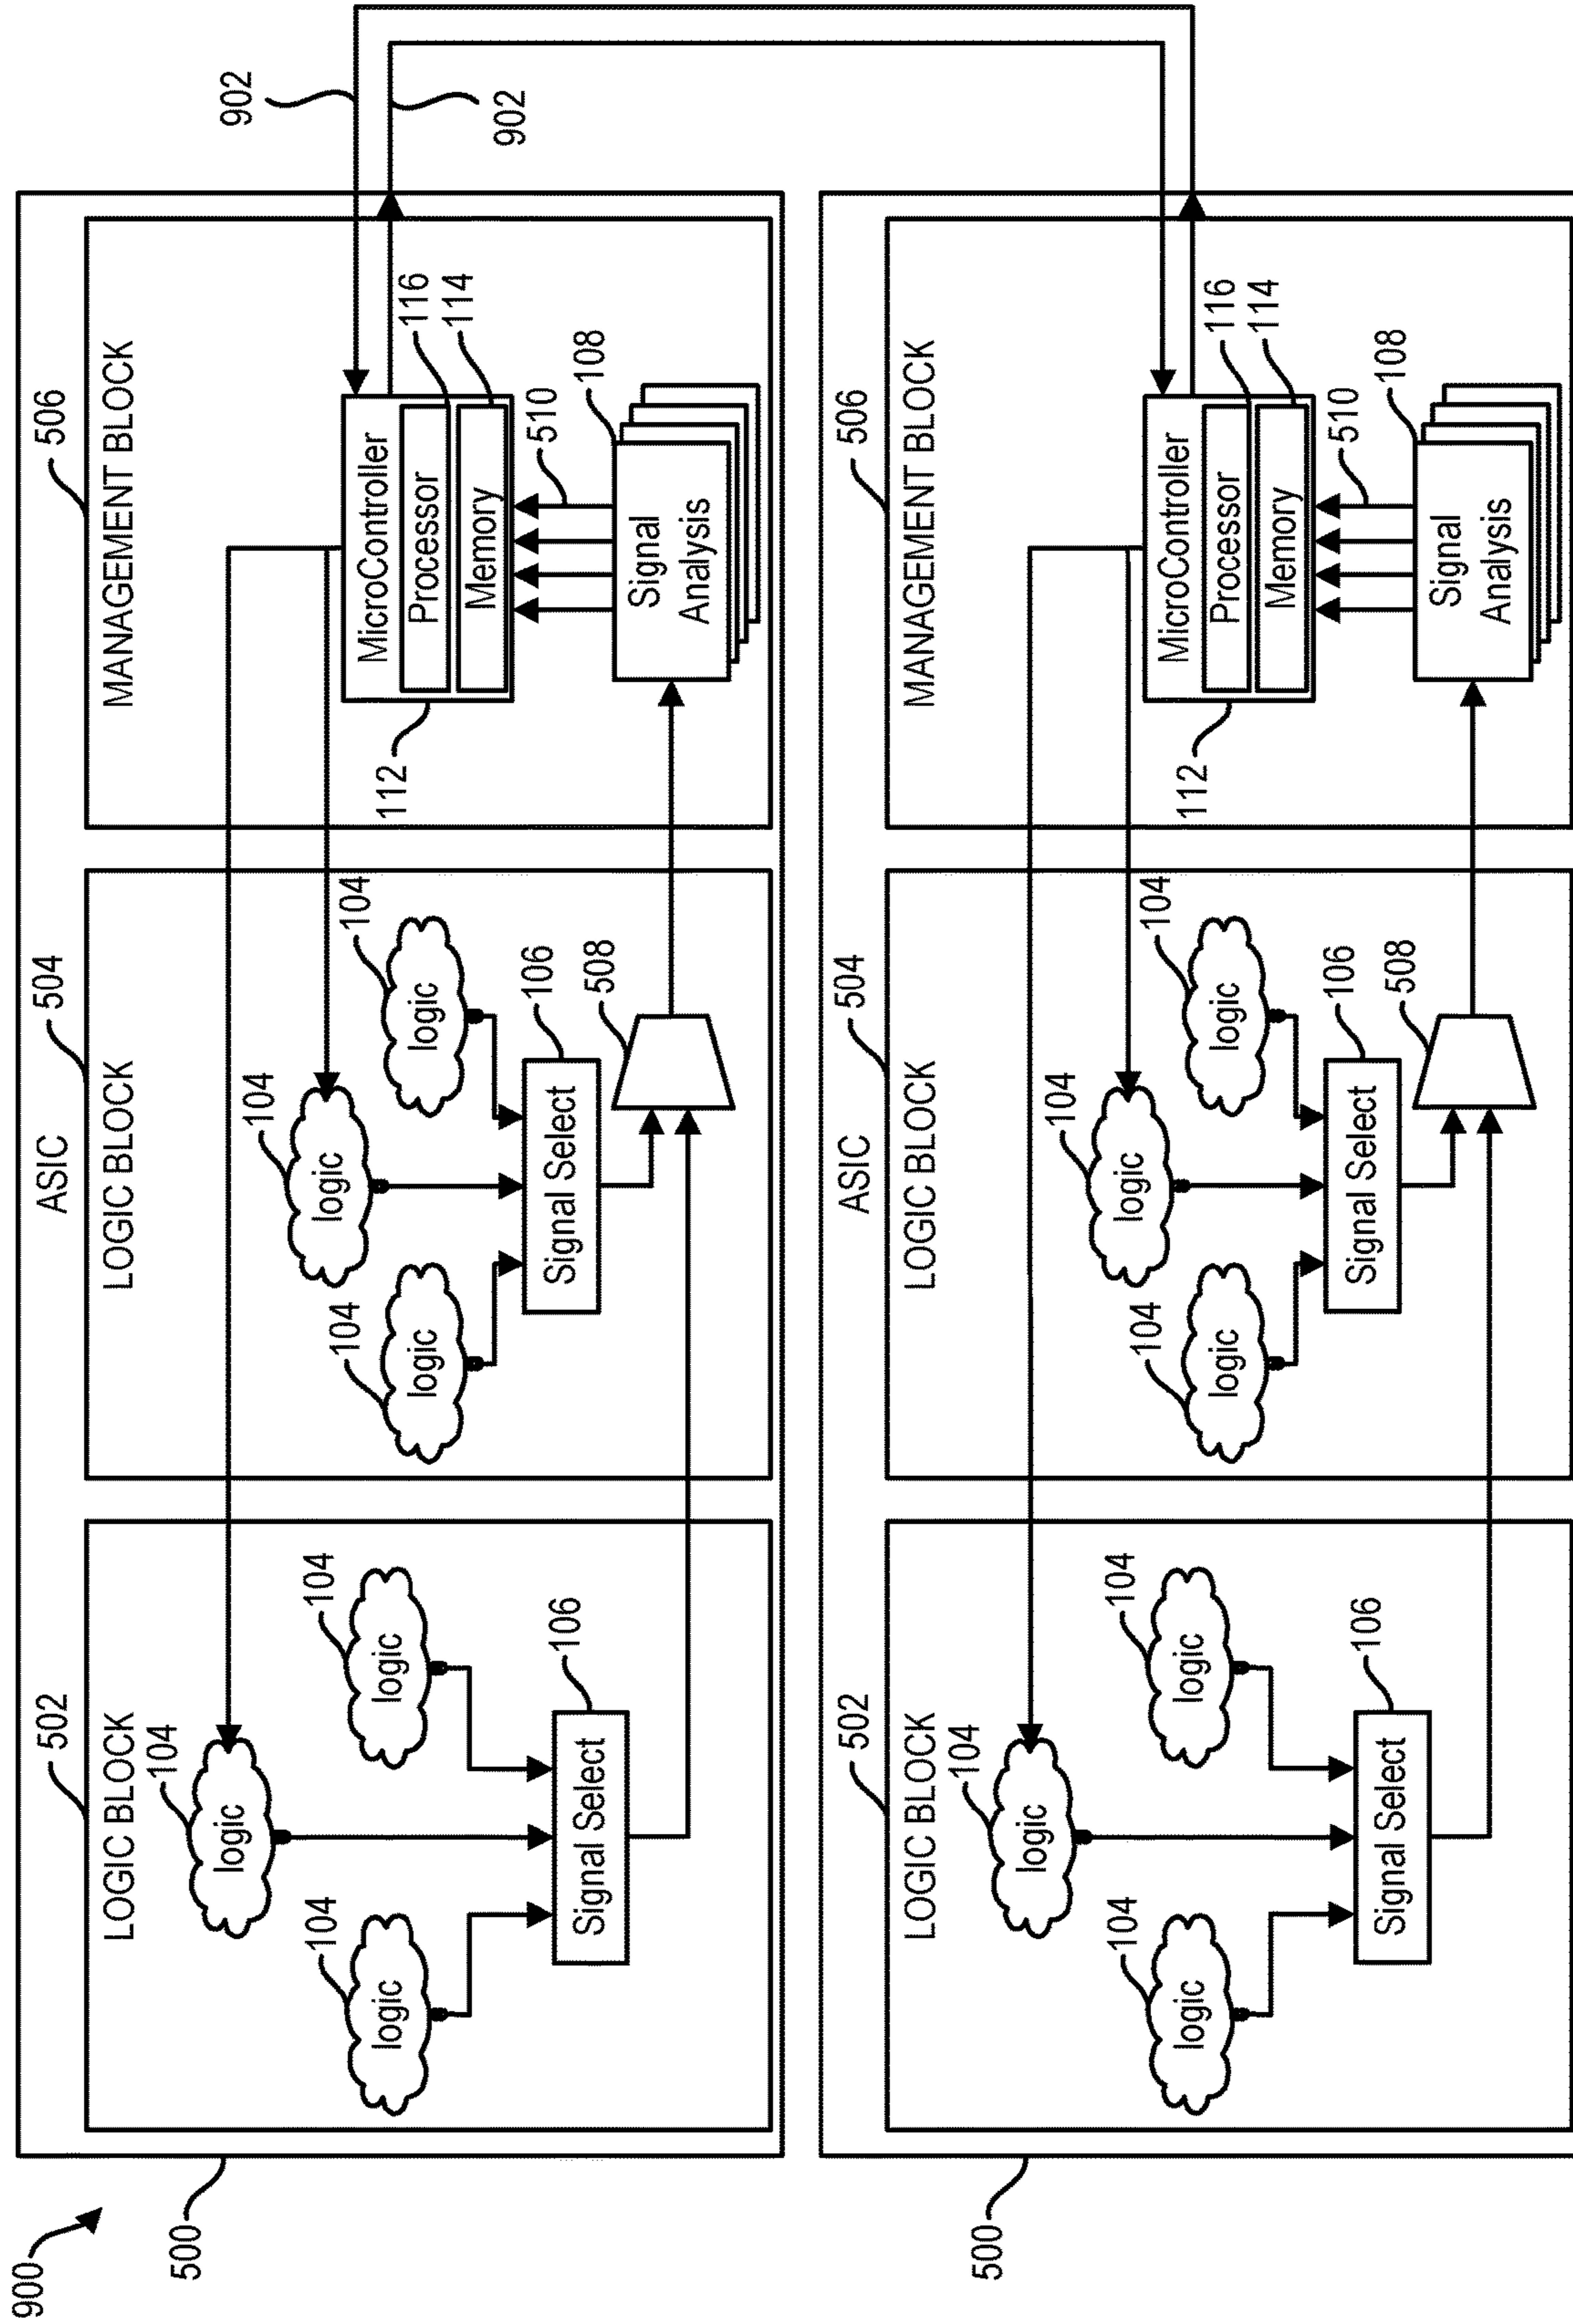 900
500
ASIC
502
LOGIC BLOCK
104
logic
104
logic
104
logic
106
Signal Select
504
LOGIC BLOCK
104
logic
104
logic
104
logic
106
Signal Select
508
506
MANAGEMENT BLOCK
112
MicroController
Processor
116
Memory
114
510
108
Signal
Analysis
902
902
500
ASIC
502
LOGIC BLOCK
104
logic
104
logic
104
logic
106
Signal Select
504
LOGIC BLOCK
104
logic
104
logic
104
logic
106
Signal Select
508
506
MANAGEMENT BLOCK
112
MicroController
Processor
116
Memory
114
510
108
Signal
Analysis